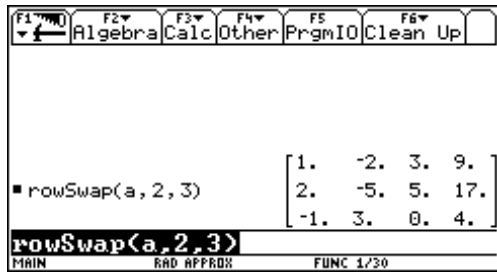 F1 F2 F3 F4 F5 F6
Algebra Calc Other PrgmIO Clean Up
1. -2. 3. 9.
rowSwap(a,2,3) 2. -5. 5. 17.
-1. 3. 0. 4.
rowSwap(a,2,3)
MAIN RAD APPROX FUNC 1/30